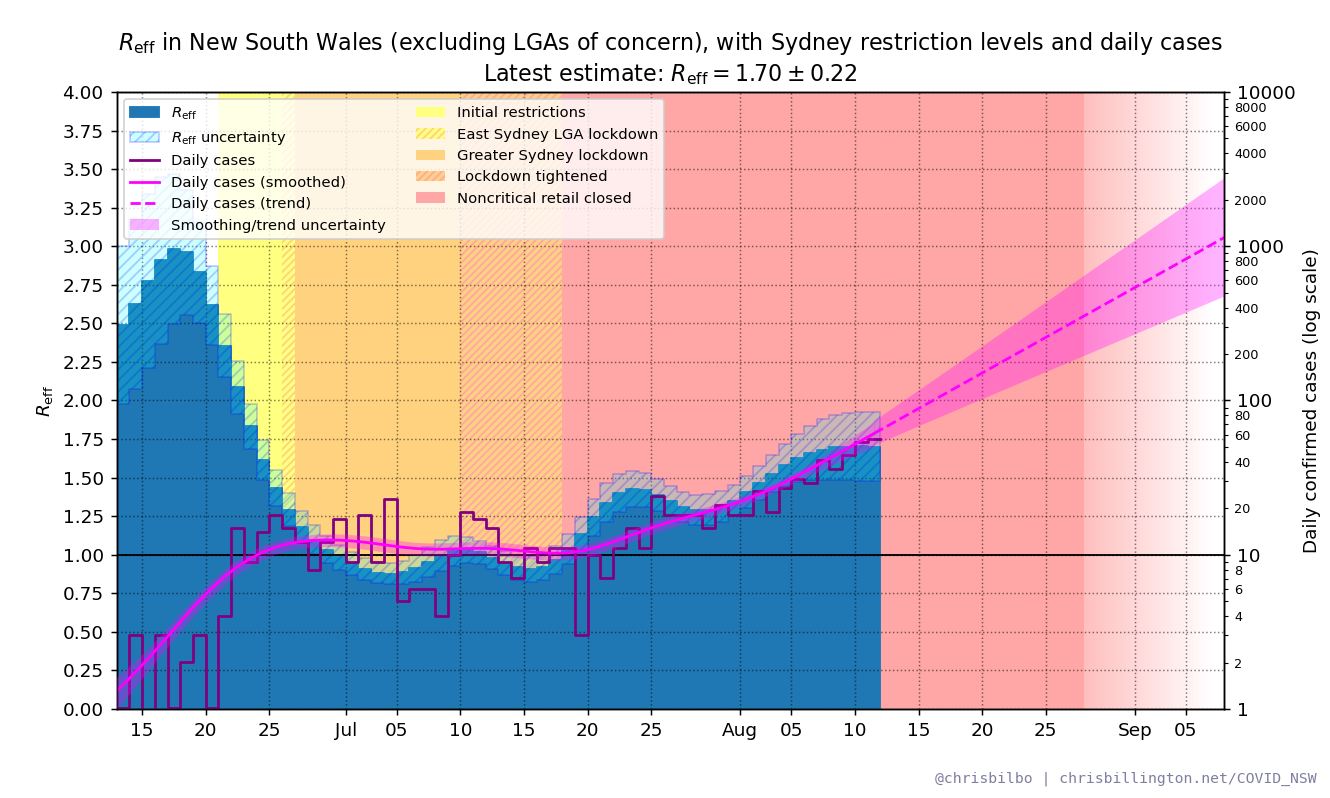 Reff in New South Wales (excluding LGAs of concern), with Sydney restriction levels and daily cases
Latest estimate: Reff = 1.70 ± 0.22
Reff
Reff uncertainty
Daily cases
Daily cases (smoothed)
Daily cases (trend)
Smoothing/trend uncertainty
Initial restrictions
East Sydney LGA lockdown
Greater Sydney lockdown
Lockdown tightened
Noncritical retail closed
Reff
4.00
3.75
3.50
3.25
3.00
2.75
2.50
2.25
2.00
1.75
1.50
1.25
1.00
0.75
0.50
0.25
0.00
10000
8000
6000
4000
2000
1000
800
600
400
200
100
80
60
40
20
10
8
6
4
2
1
Daily confirmed cases (log scale)
15 20 25 Jul 05 10 15 20 25 Aug 05 10 15 20 25 Sep 05
@chrisbilbo | chrisbillington.net/COVID_NSW